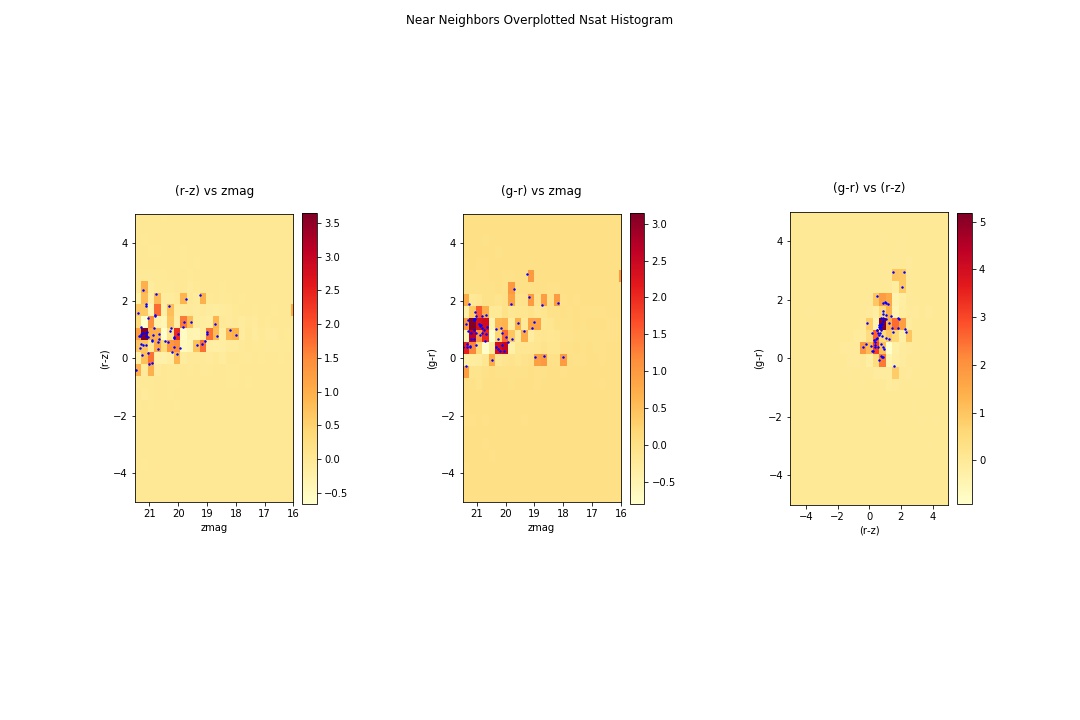 Near Neighbors Overplotted Nsat Histogram
(r-z) vs zmag
(g-r) vs zmag
(g-r) vs (r-z)
4
2
0
−2
−4
(r-z)
21 20 19 18 17 16
zmag
3.5
3.0
2.5
2.0
1.5
1.0
0.5
0.0
−0.5
4
2
0
−2
−4
(g-r)
21 20 19 18 17 16
zmag
3.0
2.5
2.0
1.5
1.0
0.5
0.0
−0.5
4
2
0
−2
−4
(g-r)
−4 −2 0 2 4
(r-z)
5
4
3
2
1
0